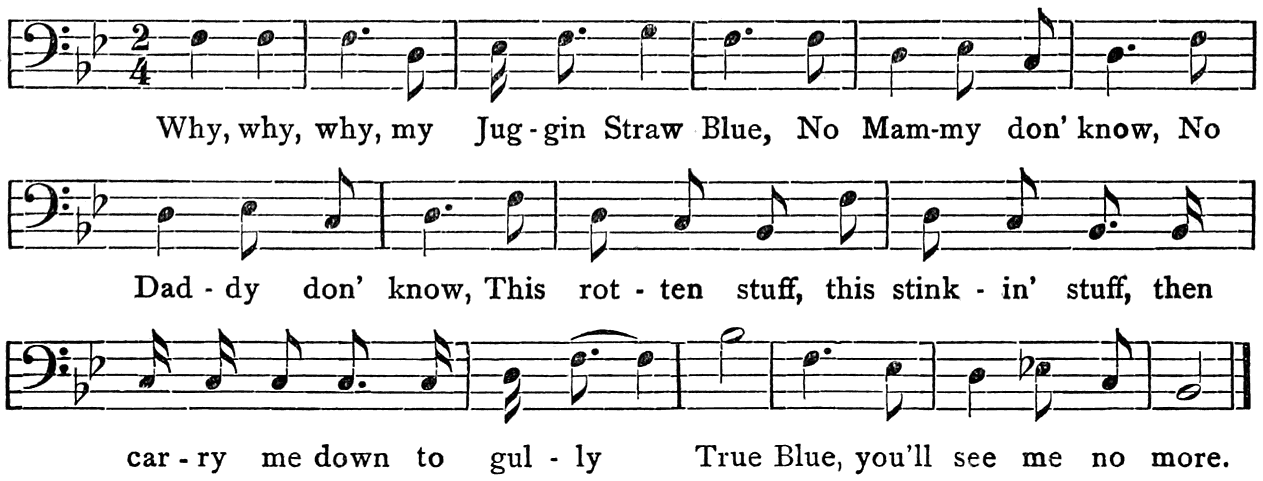 2
4
Why, why, why, my Jug - gin Straw Blue, No Mam-my don' know, No
Dad - dy don' know, This rot - ten stuff, this stink - in' stuff, then
car - ry me down to gul - ly True Blue, you'll see me no more.